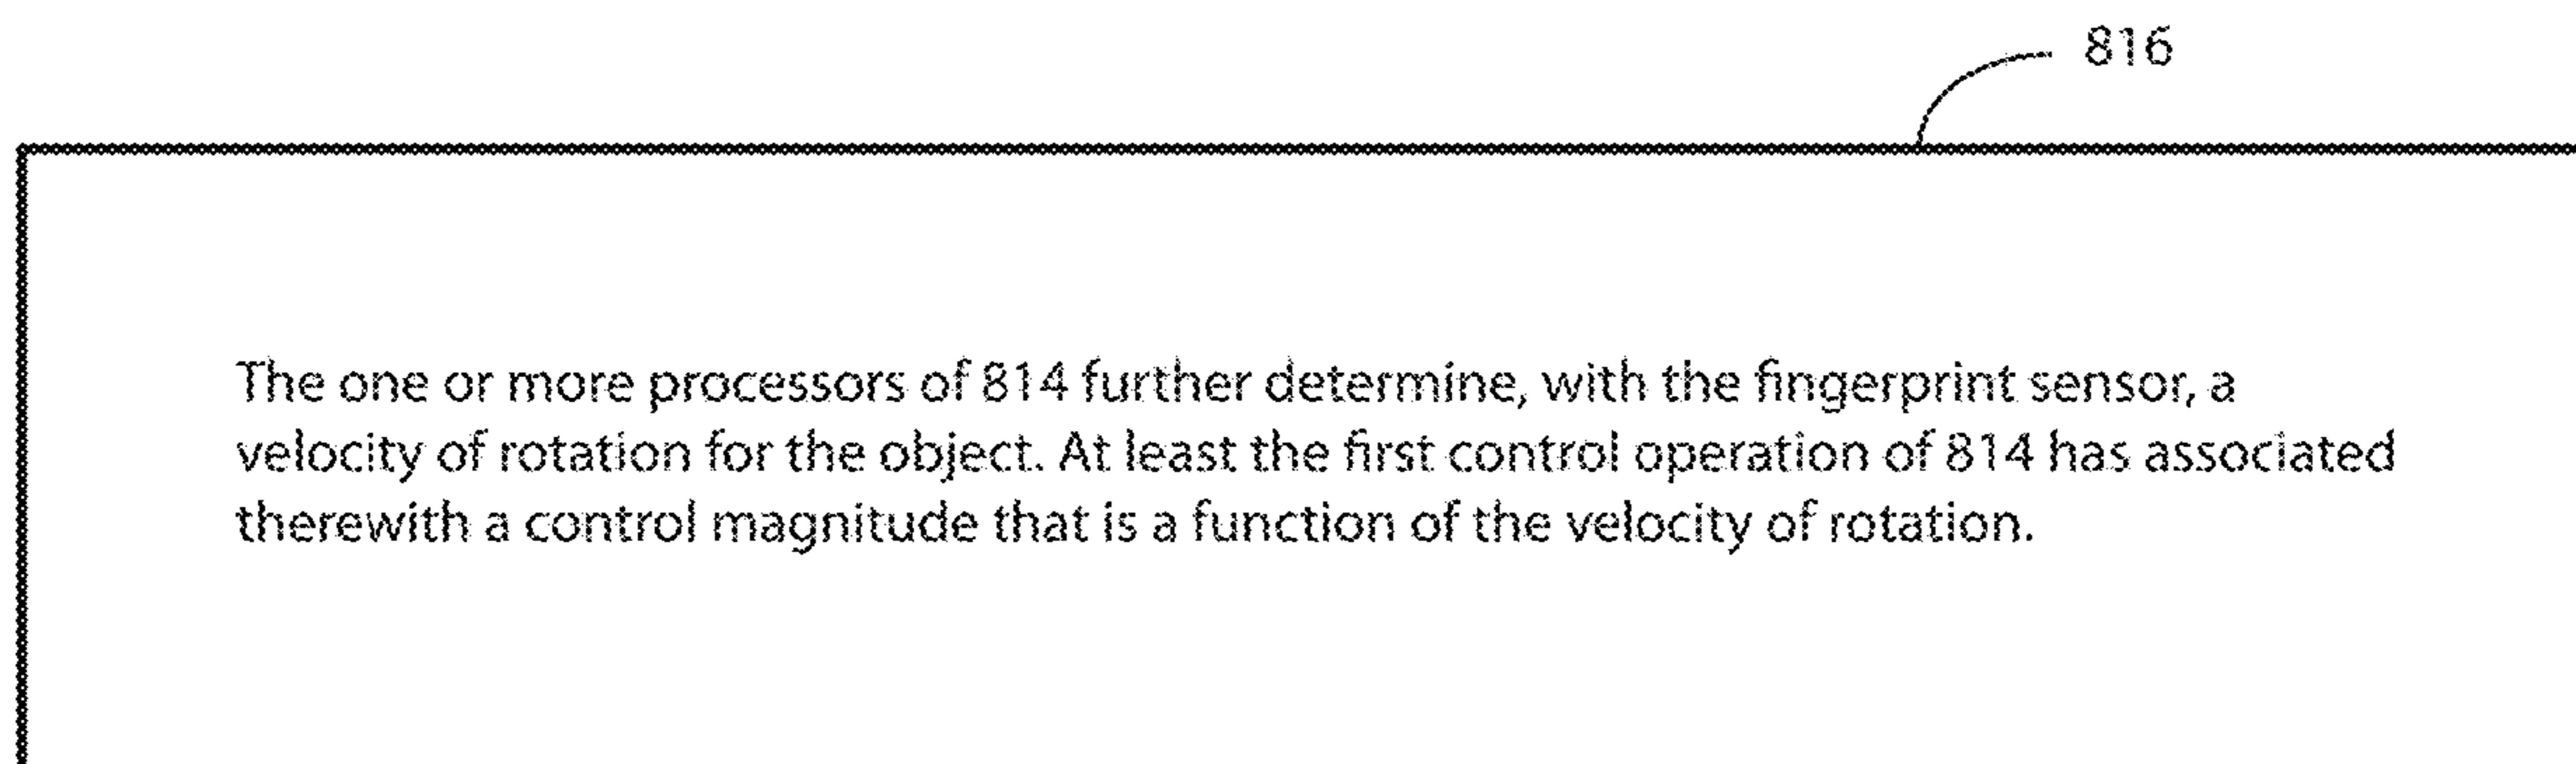 816
The one or more processors of 814 further determine, with the fingerprint sensor, a
velocity of rotation for the object. At least the first control operation of 814 has associated
therewith a control magnitude that is a function of the velocity of rotation.